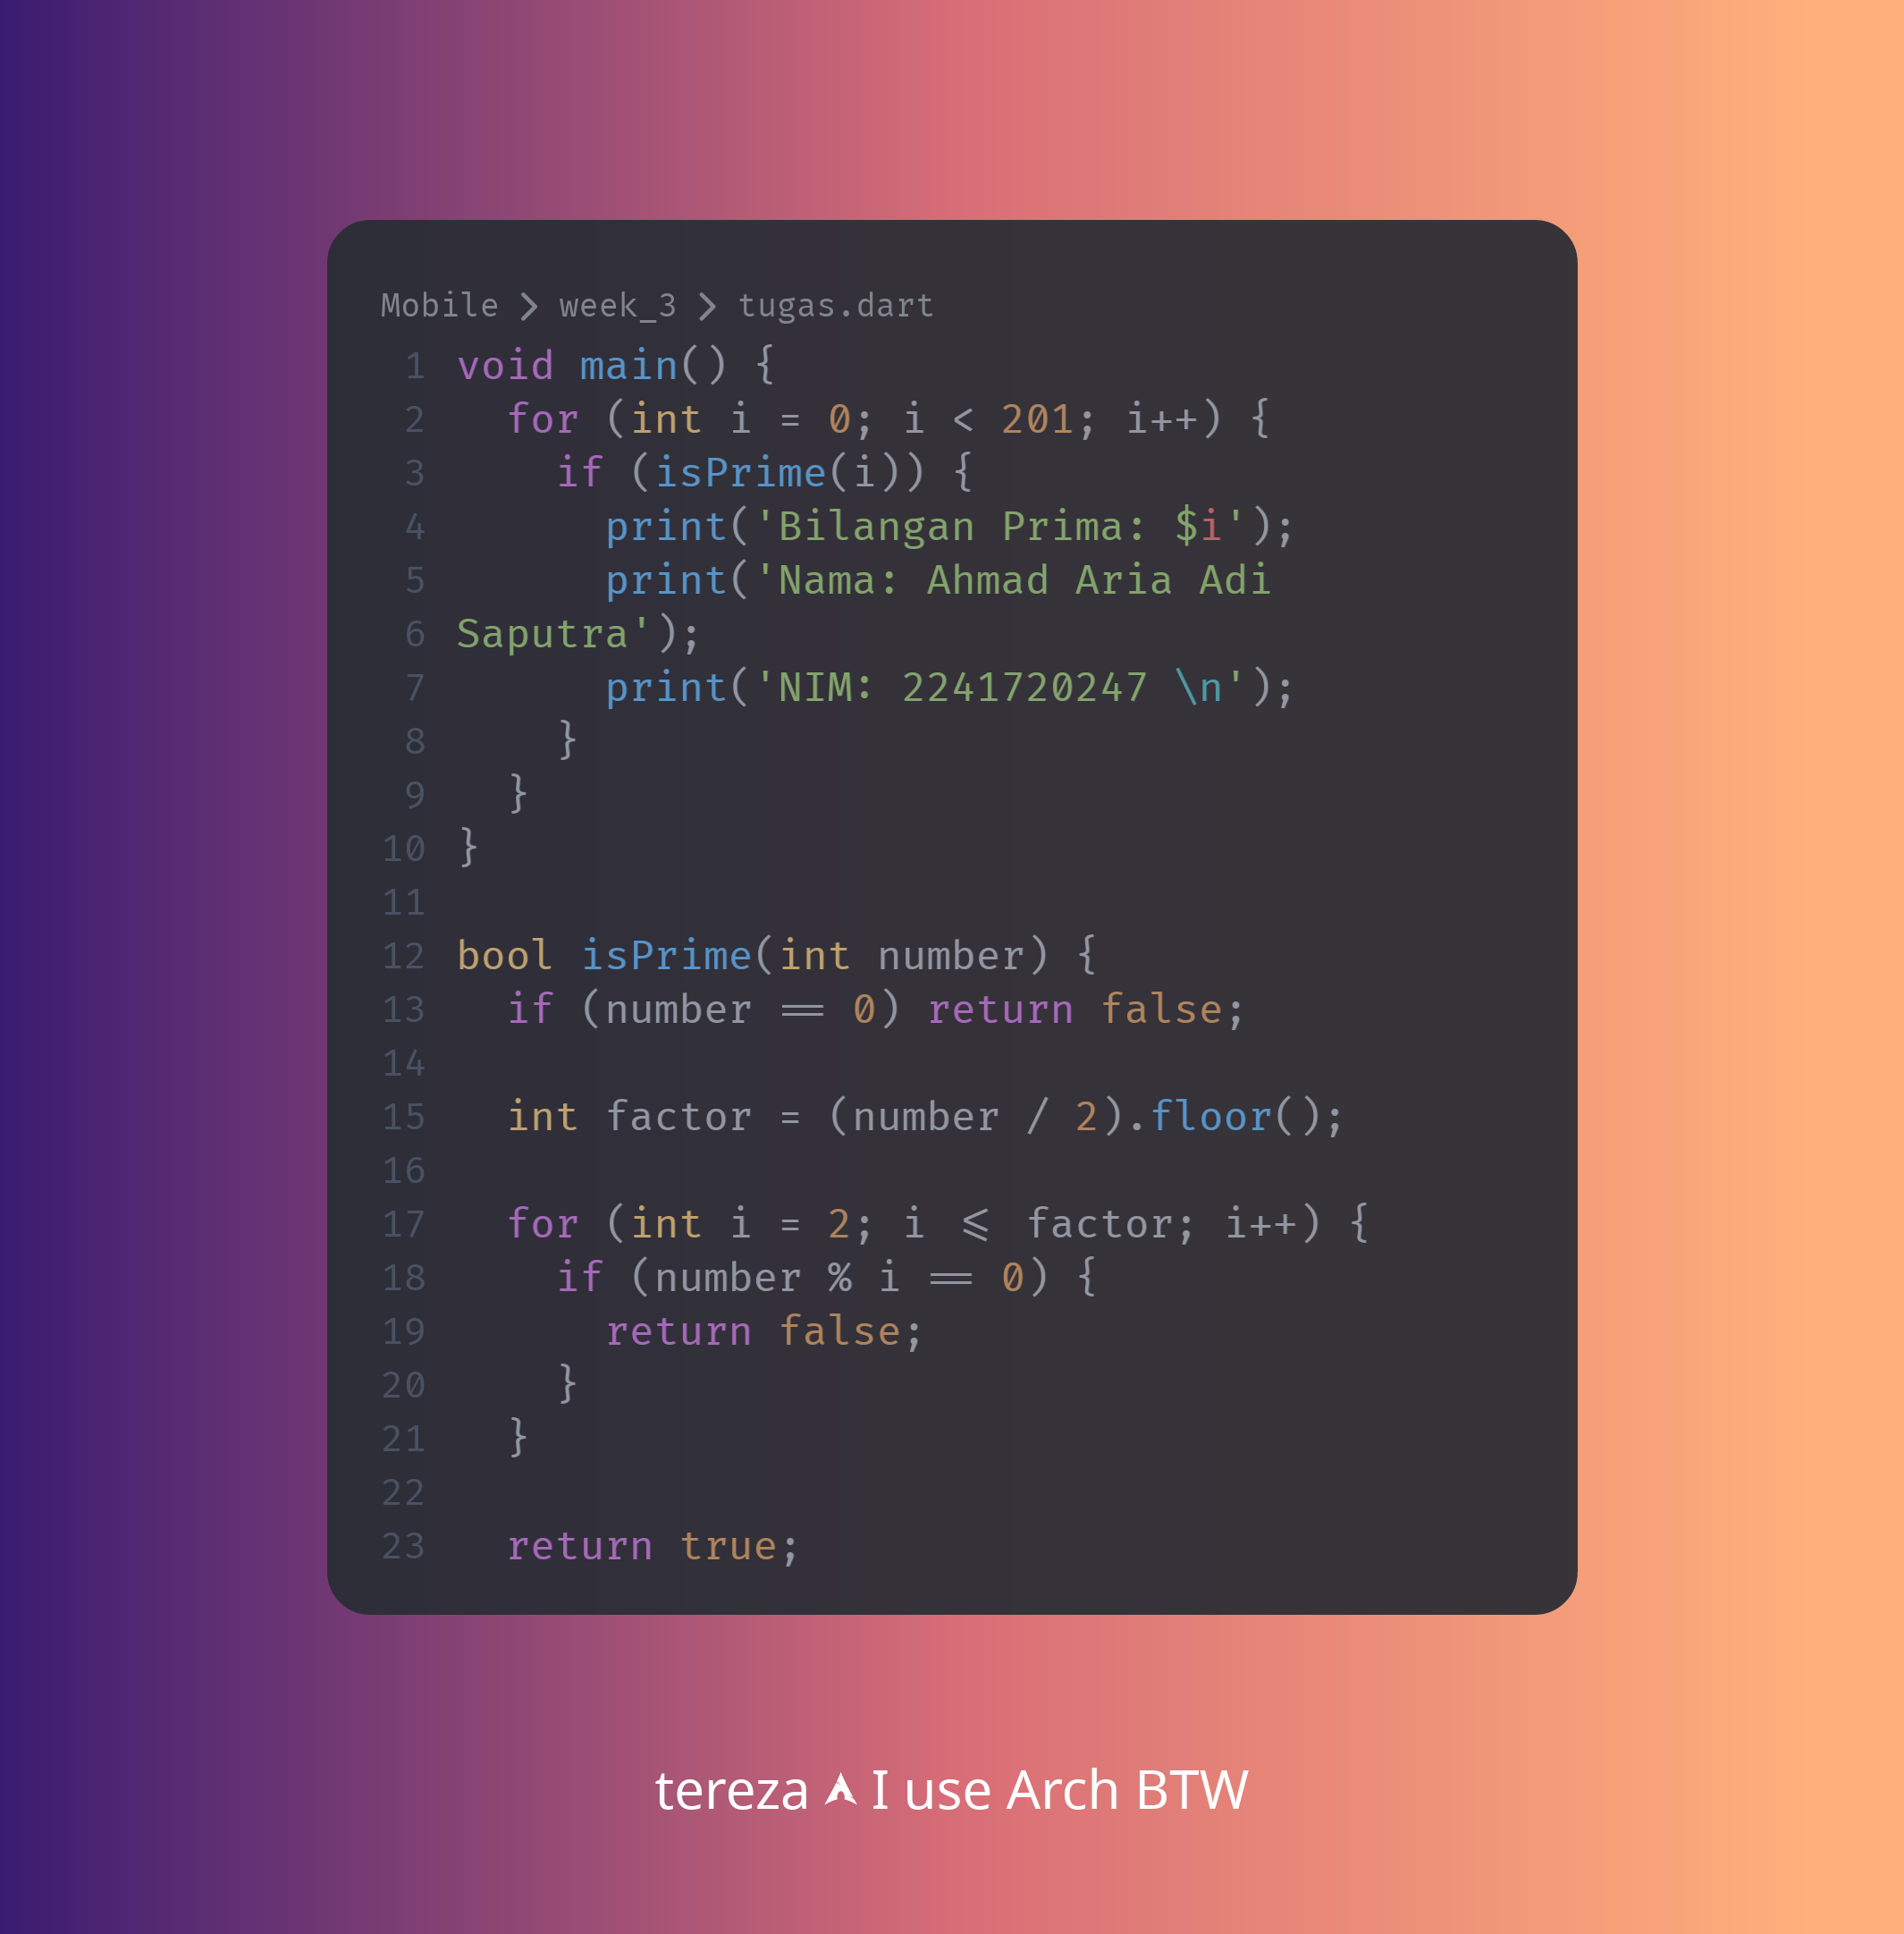 Mobile > week_3 > tugas.dart
1 void main() {
2   for (int i = 0; i < 201; i++) {
3     if (isPrime(i)) {
4       print('Bilangan Prima: $i');
5       print('Nama: Ahmad Aria Adi
6 Saputra');
7       print('NIM: 2241720247 \n');
8     }
9   }
10 }
11
12 bool isPrime(int number) {
13   if (number == 0) return false;
14
15   int factor = (number / 2).floor();
16
17   for (int i = 2; i <= factor; i++) {
18     if (number % i == 0) {
19       return false;
20     }
21   }
22
23   return true;
tereza I use Arch BTW